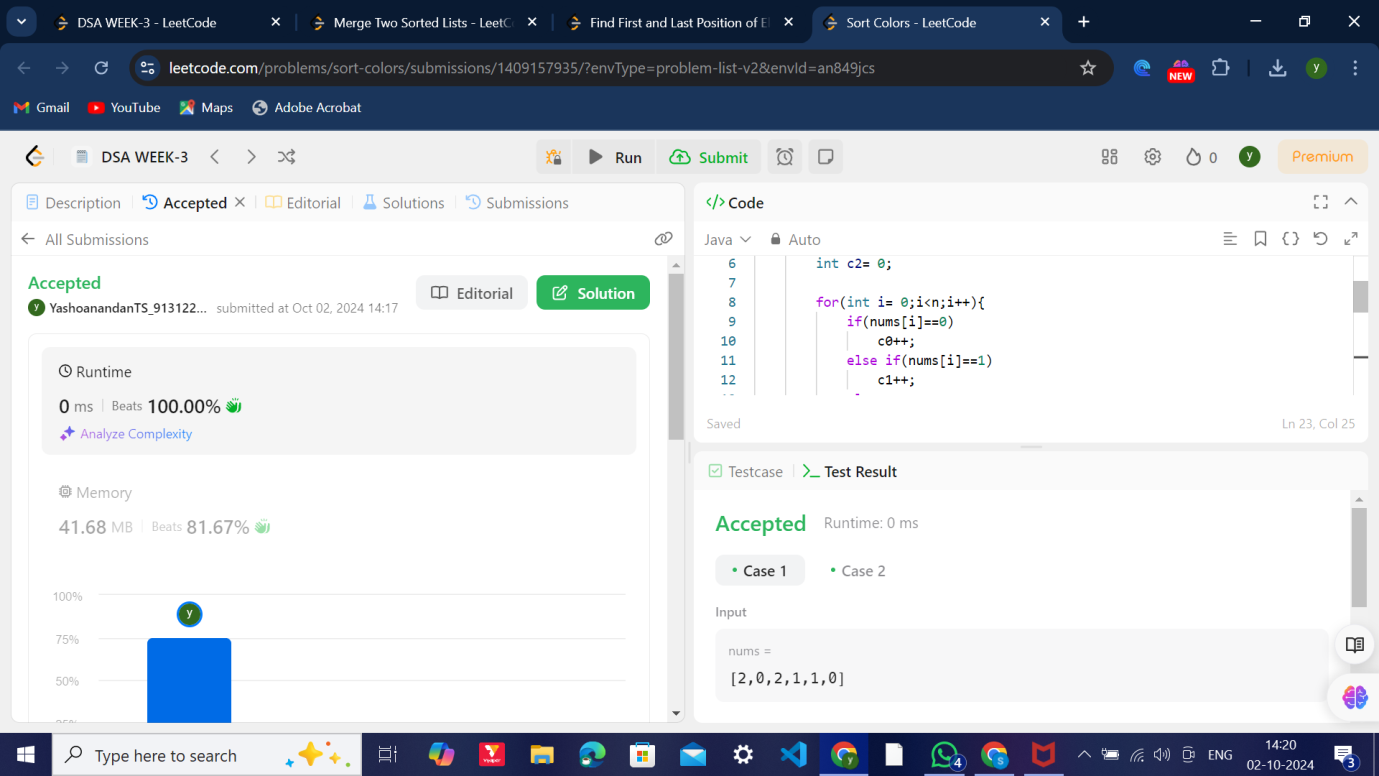 DSA WEEK-3 - LeetCode
Merge Two Sorted Lists - LeetC
Find First and Last Position of El
Sort Colors - LeetCode
leetcode.com/problems/sort-colors/submissions/1409157935/?envType=problem-list-v2&envId=an849jcs
NEW
y
Gmail
YouTube
Maps
Adobe Acrobat
DSA WEEK-3
Run
Submit
0
y
Premium
Description
Accepted
Editorial
Solutions
Submissions
All Submissions
Accepted
y YashoanandanTS_913122... submitted at Oct 02, 2024 14:17
Editorial
Solution
Runtime
0 ms Beats 100.00%
Analyze Complexity
Memory
41.68 MB Beats 81.67%
100%
y
75%
50%
25%
</> Code
Java
Auto
6 int c2= 0;
7
8 for(int i= 0;i<n;i++){
9 if(nums[i]==0)
10 c0++;
11 else if(nums[i]==1)
12 c1++;
Saved
Ln 23, Col 25
Testcase
Test Result
Accepted Runtime: 0 ms
Case 1
Case 2
Input
nums =
[2,0,2,1,1,0]
Type here to search
y
4
S
ENG
14:20
02-10-2024
3